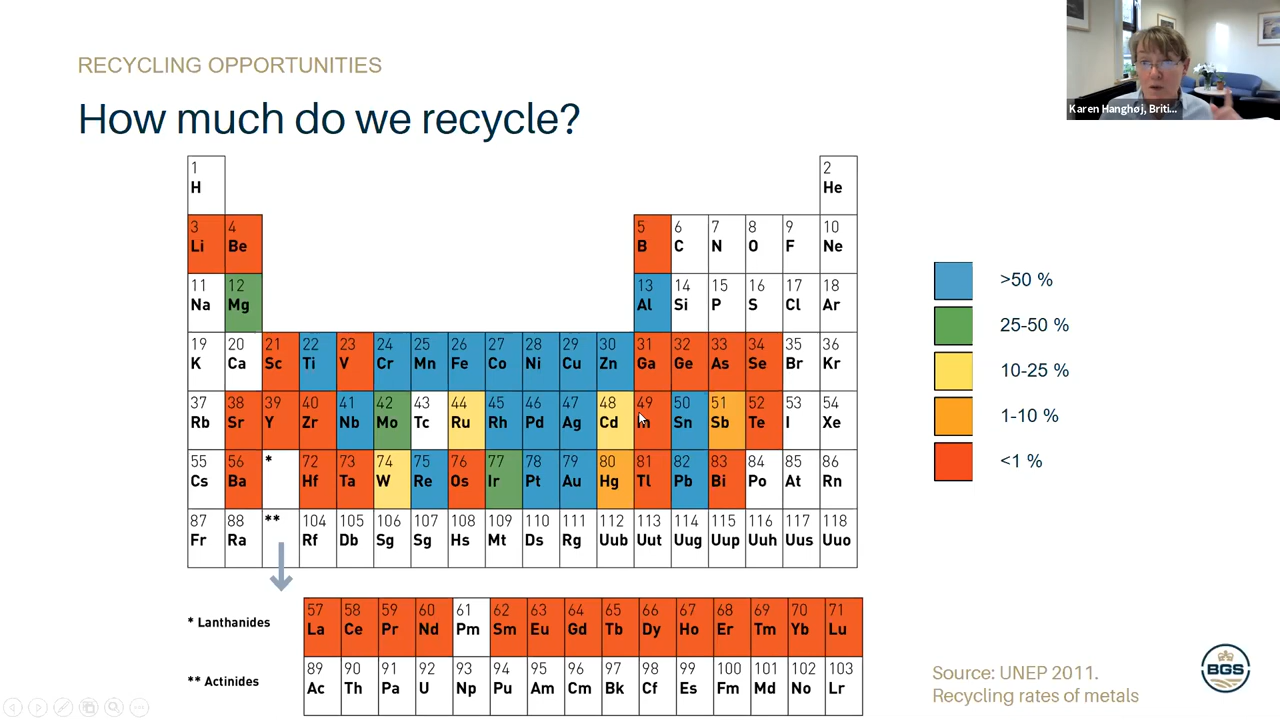 RECYCLING OPPORTUNITIES
How much do we recycle?
Karen Hanghøj, Briti...
1 2
H He
3 4 5 6 7 8 9 10
Li Be B C N O F Ne
11 12 13 14 15 16 17 18
Na Mg Al Si P S Cl Ar
19 20 21 22 23 24 25 26 27 28 29 30 31 32 33 34 35 36
K Ca Sc Ti V Cr Mn Fe Co Ni Cu Zn Ga Ge As Se Br Kr
37 38 39 40 41 42 43 44 45 46 47 48 49 50 51 52 53 54
Rb Sr Y Zr Nb Mo Tc Ru Rh Pd Ag Cd In Sn Sb Te I Xe
55 56 * 72 73 74 75 76 77 78 79 80 81 82 83 84 85 86
Cs Ba Hf Ta W Re Os Ir Pt Au Hg Tl Pb Bi Po At Rn
87 88 ** 104 105 106 107 108 109 110 111 112 113 114 115 116 117 118
Fr Ra Rf Db Sg Sg Hs Mt Ds Rg Uub Uut Uug Uup Uuh Uus Uuo
>50 %
25-50 %
10-25 %
1-10 %
<1 %
57 58 59 60 61 62 63 64 65 66 67 68 69 70 71
* Lanthanides La Ce Pr Nd Pm Sm Eu Gd Tb Dy Ho Er Tm Yb Lu
89 90 91 92 93 94 95 96 97 98 99 100 101 102 103
** Actinides Ac Th Pa U Np Pu Am Cm Bk Cf Es Fm Md No Lr
Source: UNEP 2011.
Recycling rates of metals
BGS